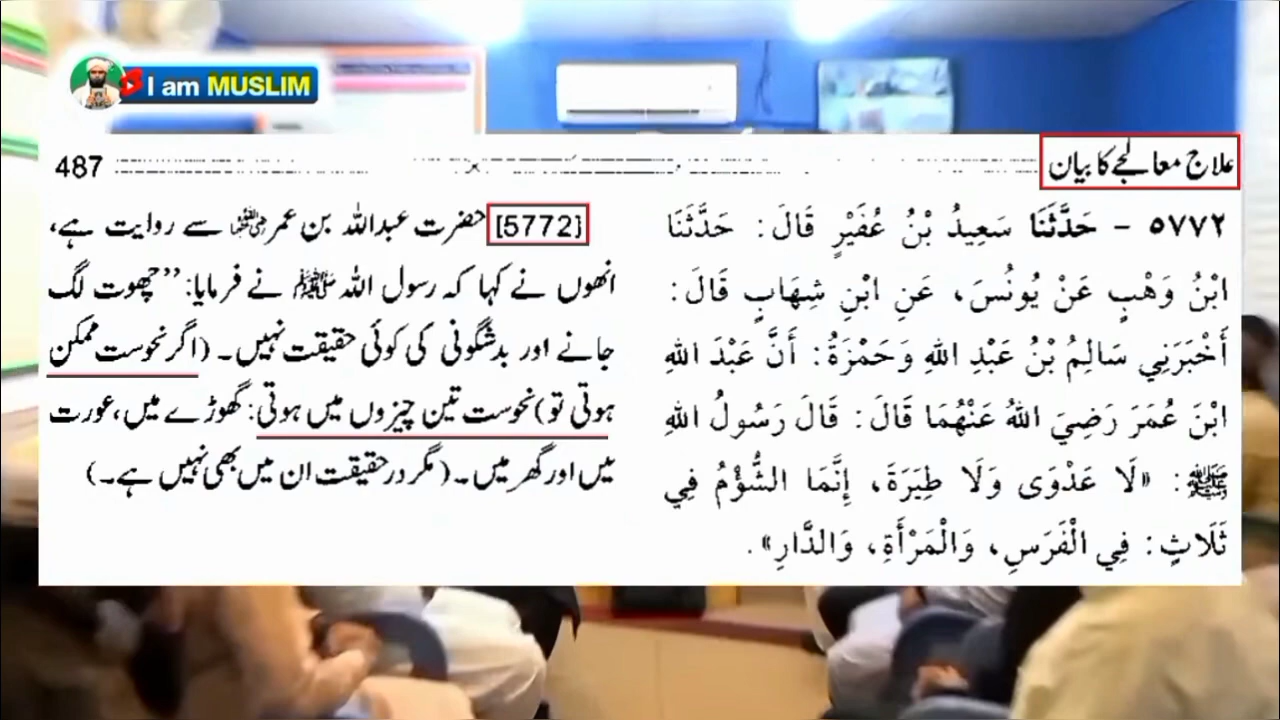 I am MUSLIM
487
علاج معالجے کا بیان
٥٧٧٢ - حَدَّثَنَا سَعِيدُ بْنُ عُفَيْرٍ قَالَ: حَدَّثَنَا
ابْنُ وَهْبٍ عَنْ يُونُسَ، عَنِ ابْنِ شِهَابٍ قَالَ:
أَخْبَرَنِي سَالِمُ بْنُ عَبْدِ اللهِ وَحَمْزَةُ: أَنَّ عَبْدَ اللهِ
ابْنَ عُمَرَ رَضِيَ اللهُ عَنْهُمَا قَالَ: قَالَ رَسُولُ اللهِ
ﷺ: «لَا عَدْوَى وَلَا طِيَرَةَ، إِنَّمَا الشُّؤْمُ فِي
ثَلَاثٍ: فِي الْفَرَسِ، وَالْمَرْأَةِ، وَالدَّارِ».
[5772] حضرت عبداللہ بن عمر رضی اللہ عنہما سے روایت ہے،
انھوں نے کہا کہ رسول اللہ ﷺ نے فرمایا: ”چھوت لگ
جانے اور بدشگونی کی کوئی حقیقت نہیں۔ (اگر نحوست ممکن
ہوتی تو) نحوست تین چیزوں میں ہوتی: گھوڑے میں، عورت
میں اور گھر میں۔ (مگر درحقیقت ان میں بھی نہیں ہے۔)